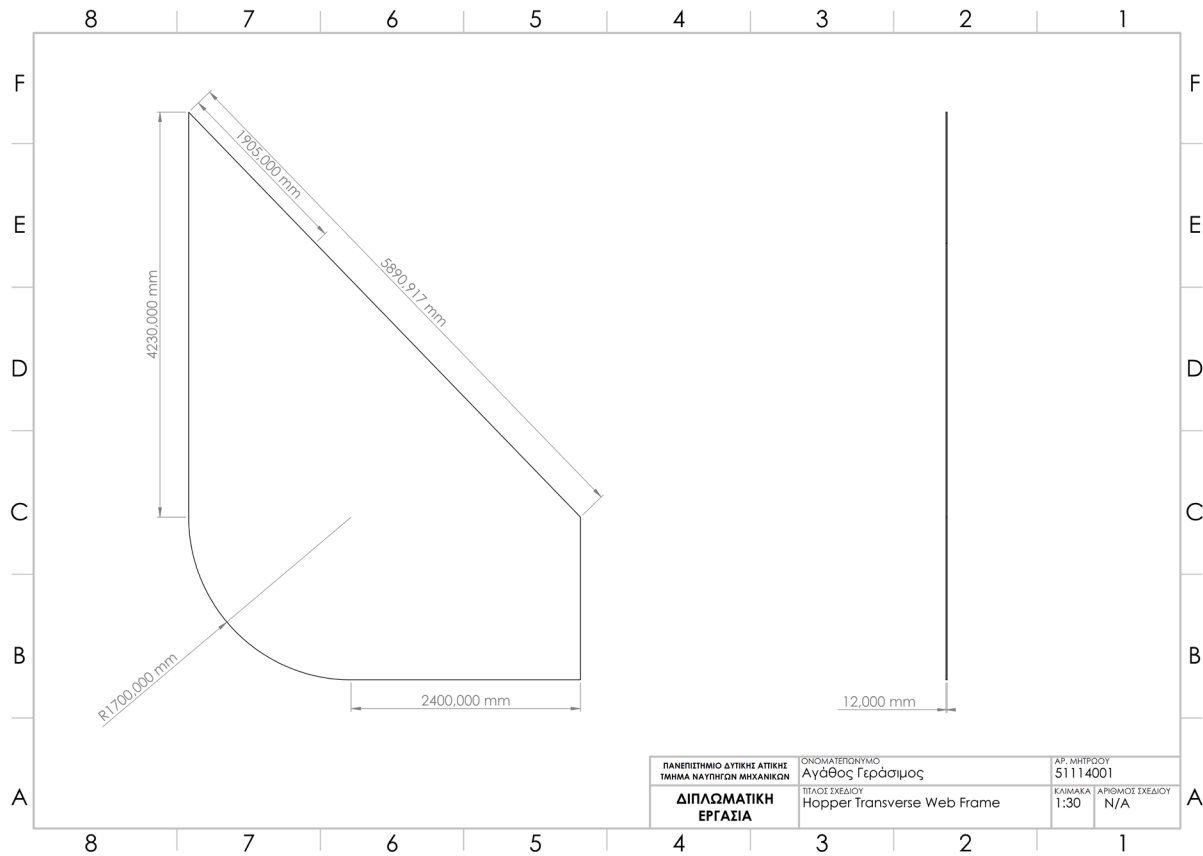 8 7 6 5 4 3 2 1
F F
1905,000 mm
E E
5890,917 mm
4230,000 mm
D D
C C
B B
R1700,000 mm
2400,000 mm
12,000 mm
ΠΑΝΕΠΙΣΤΗΜΙΟ ΔΥΤΙΚΗΣ ΑΤΤΙΚΗΣ
ΤΜΗΜΑ ΝΑΥΠΗΓΩΝ ΜΗΧΑΝΙΚΩΝ
ΟΝΟΜΑΤΕΠΩΝΥΜΟ
Αγάθος Γεράσιμος
ΑΡ. ΜΗΤΡΩΟΥ
51114001
ΔΙΠΛΩΜΑΤΙΚΗ
ΕΡΓΑΣΙΑ
ΤΙΤΛΟΣ ΣΧΕΔΙΟΥ
Hopper Transverse Web Frame
ΚΛΙΜΑΚΑ
1:30
ΑΡΙΘΜΟΣ ΣΧΕΔΙΟΥ
N/A
A A
8 7 6 5 4 3 2 1